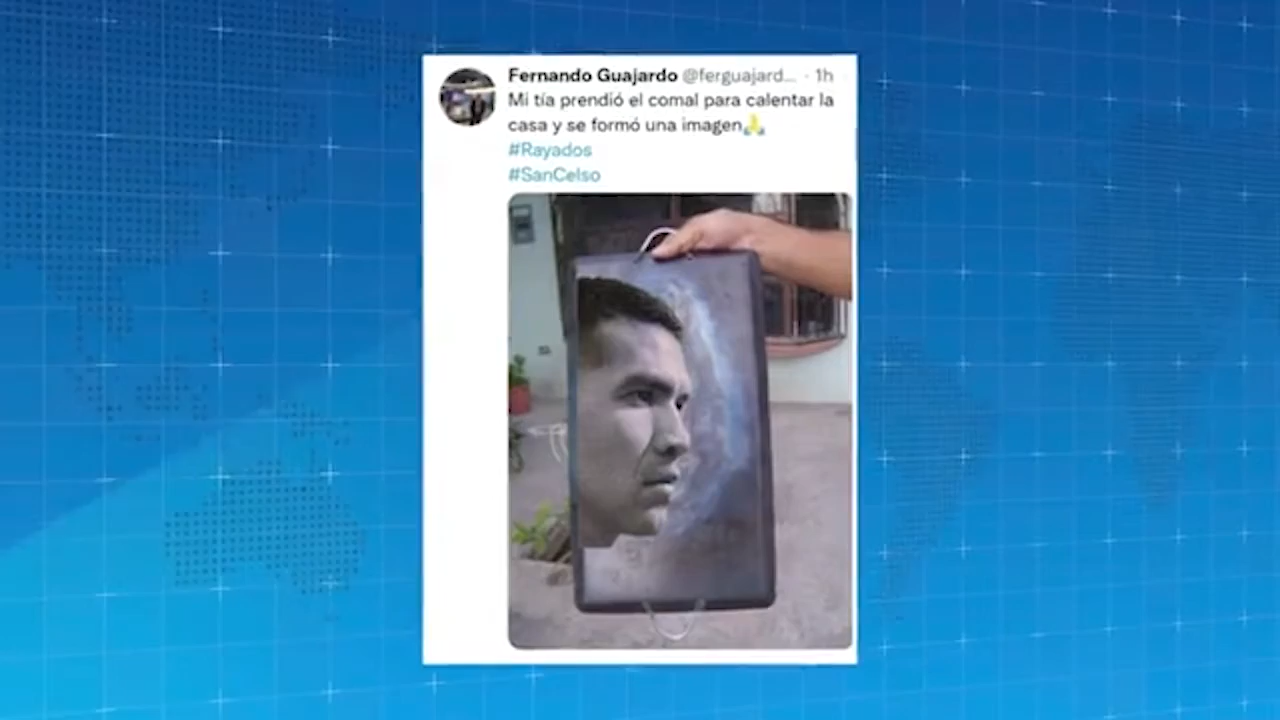 Fernando Guajardo @ferguajard... · 1h
Mi tía prendió el comal para calentar la
casa y se formó una imagen🙏
#Rayados
#SanCelso